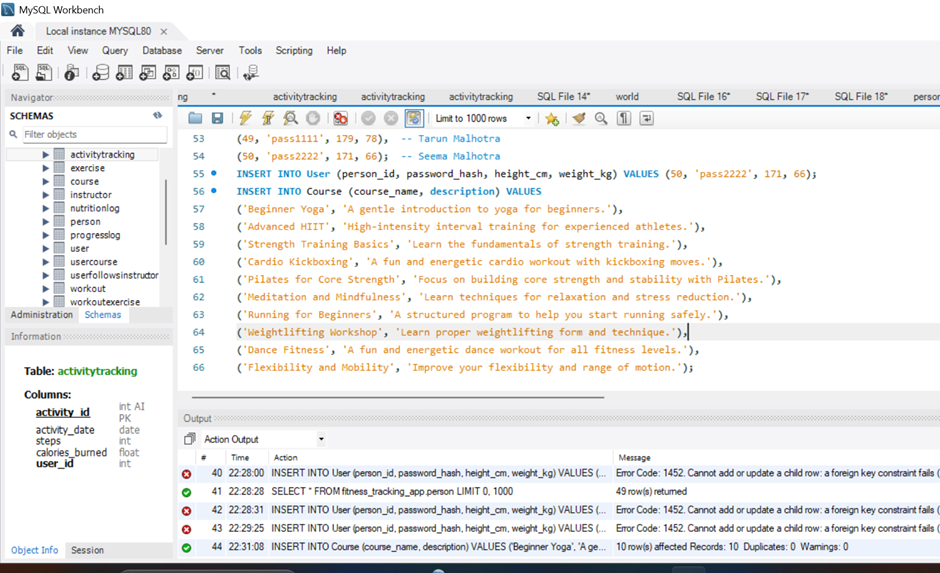 MySQL Workbench
Local instance MYSQL80 ×
File Edit View Query Database Server Tools Scripting Help
Navigator
SCHEMAS
Filter objects
activitytracking
exercise
course
instructor
nutritionlog
person
progresslog
user
usercourse
userfollowsinstructor
workout
workoutexercise
Administration Schemas
Information
Table: activitytracking
Columns:
activity_id int AI
PK
activity_date date
steps int
calories_burned float
user_id int
Object Info Session
ng * activitytracking activitytracking activitytracking SQL File 14* world SQL File 16* SQL File 17* SQL File 18* person
Limit to 1000 rows
53 (49, 'pass1111', 179, 78), -- Tarun Malhotra
54 (50, 'pass2222', 171, 66); -- Seema Malhotra
55 INSERT INTO User (person_id, password_hash, height_cm, weight_kg) VALUES (50, 'pass2222', 171, 66);
56 INSERT INTO Course (course_name, description) VALUES
57 ('Beginner Yoga', 'A gentle introduction to yoga for beginners.'),
58 ('Advanced HIIT', 'High-intensity interval training for experienced athletes.'),
59 ('Strength Training Basics', 'Learn the fundamentals of strength training.'),
60 ('Cardio Kickboxing', 'A fun and energetic cardio workout with kickboxing moves.'),
61 ('Pilates for Core Strength', 'Focus on building core strength and stability with Pilates.'),
62 ('Meditation and Mindfulness', 'Learn techniques for relaxation and stress reduction.'),
63 ('Running for Beginners', 'A structured program to help you start running safely.'),
64 ('Weightlifting Workshop', 'Learn proper weightlifting form and technique.'),
65 ('Dance Fitness', 'A fun and energetic dance workout for all fitness levels.'),
66 ('Flexibility and Mobility', 'Improve your flexibility and range of motion.');
Output
Action Output
# Time Action Message
40 22:28:00 INSERT INTO User (person_id, password_hash, height_cm, weight_kg) VALUES (... Error Code: 1452. Cannot add or update a child row: a foreign key constraint fails (
41 22:28:28 SELECT * FROM fitness_tracking_app.person LIMIT 0, 1000 49 row(s) returned
42 22:28:31 INSERT INTO User (person_id, password_hash, height_cm, weight_kg) VALUES (... Error Code: 1452. Cannot add or update a child row: a foreign key constraint fails (
43 22:29:25 INSERT INTO User (person_id, password_hash, height_cm, weight_kg) VALUES (... Error Code: 1452. Cannot add or update a child row: a foreign key constraint fails (
44 22:31:08 INSERT INTO Course (course_name, description) VALUES ('Beginner Yoga', 'A ge... 10 row(s) affected Records: 10 Duplicates: 0 Warnings: 0